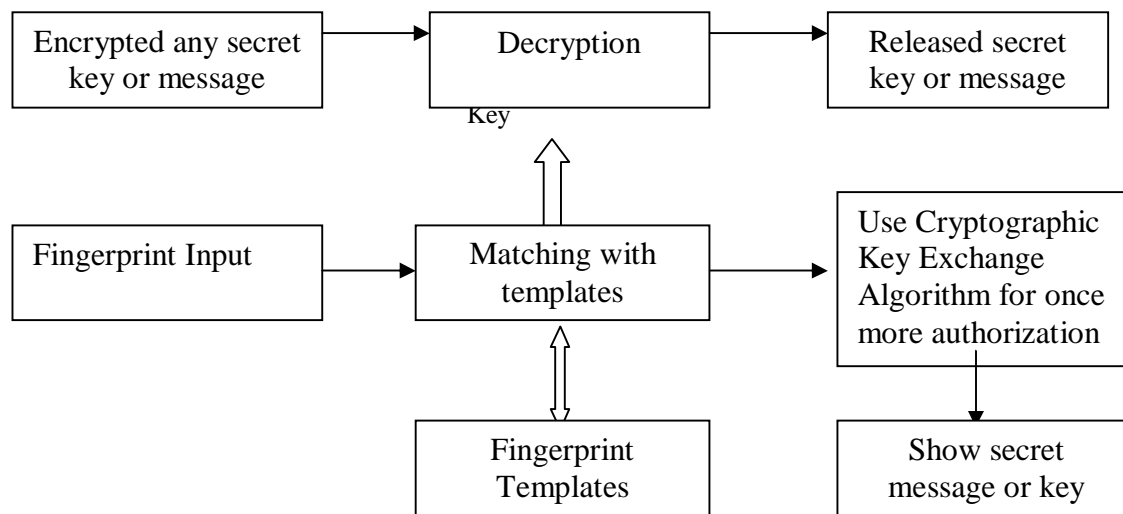 Encrypted any secret
key or message
Decryption
Released secret
key or message
Key
Fingerprint Input
Matching with
templates
Use Cryptographic
Key Exchange
Algorithm for once
more authorization
Fingerprint
Templates
Show secret
message or key